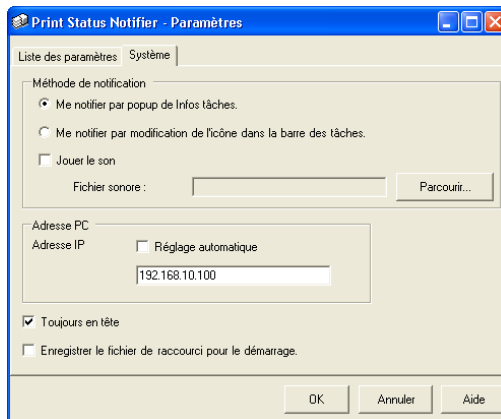 Print Status Notifier - Paramètres
Liste des paramètres Système
Méthode de notification
Me notifier par popup de Infos tâches.
Me notifier par modification de l'icône dans la barre des tâches.
Jouer le son
Fichier sonore : Parcourir...
Adresse PC
Adresse IP Réglage automatique
192.168.10.100
Toujours en tête
Enregistrer le fichier de raccourci pour le démarrage.
OK Annuler Aide